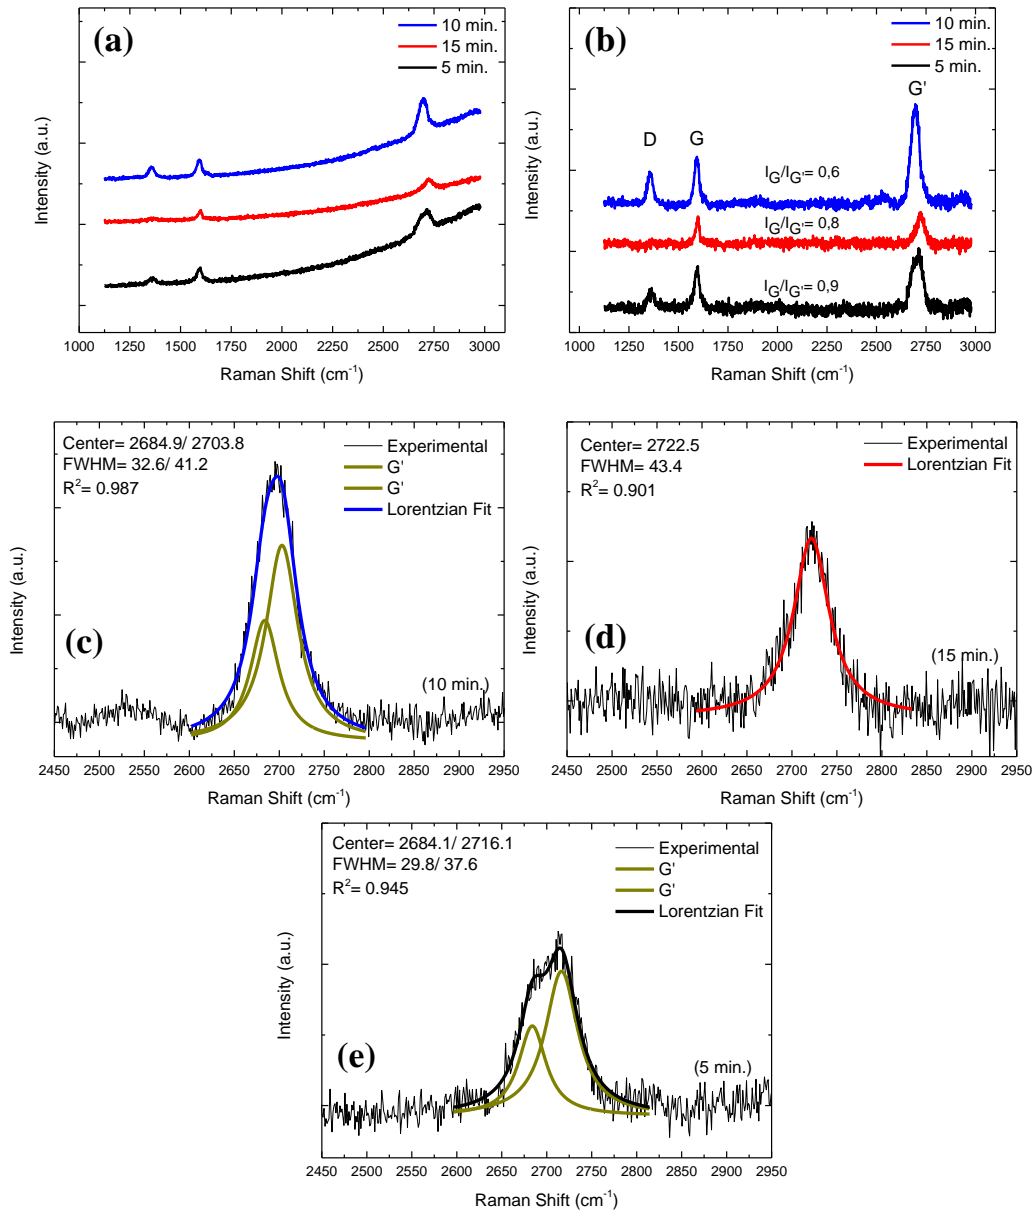 (a)
10 min.
15 min.
5 min.
Intensity (a.u.)
1000 1250 1500 1750 2000 2250 2500 2750 3000
Raman Shift (cm-1)
(b)
10 min.
15 min.
5 min.
G'
D
G
IG/IG'= 0,6
IG/IG'= 0,8
IG/IG'= 0,9
Intensity (a.u.)
1000 1250 1500 1750 2000 2250 2500 2750 3000
Raman Shift (cm-1)
Center= 2684.9/ 2703.8
FWHM= 32.6/ 41.2
R2= 0.987
Experimental
G'
G'
Lorentzian Fit
(c)
(10 min.)
Intensity (a.u.)
2450 2500 2550 2600 2650 2700 2750 2800 2850 2900 2950
Raman Shift (cm-1)
Center= 2722.5
FWHM= 43.4
R2= 0.901
Experimental
Lorentzian Fit
(d)
(15 min.)
Intensity (a.u.)
2450 2500 2550 2600 2650 2700 2750 2800 2850 2900 2950
Raman Shift (cm-1)
Center= 2684.1/ 2716.1
FWHM= 29.8/ 37.6
R2= 0.945
Experimental
G'
G'
Lorentzian Fit
(e)
(5 min.)
Intensity (a.u.)
2450 2500 2550 2600 2650 2700 2750 2800 2850 2900 2950
Raman Shift (cm-1)